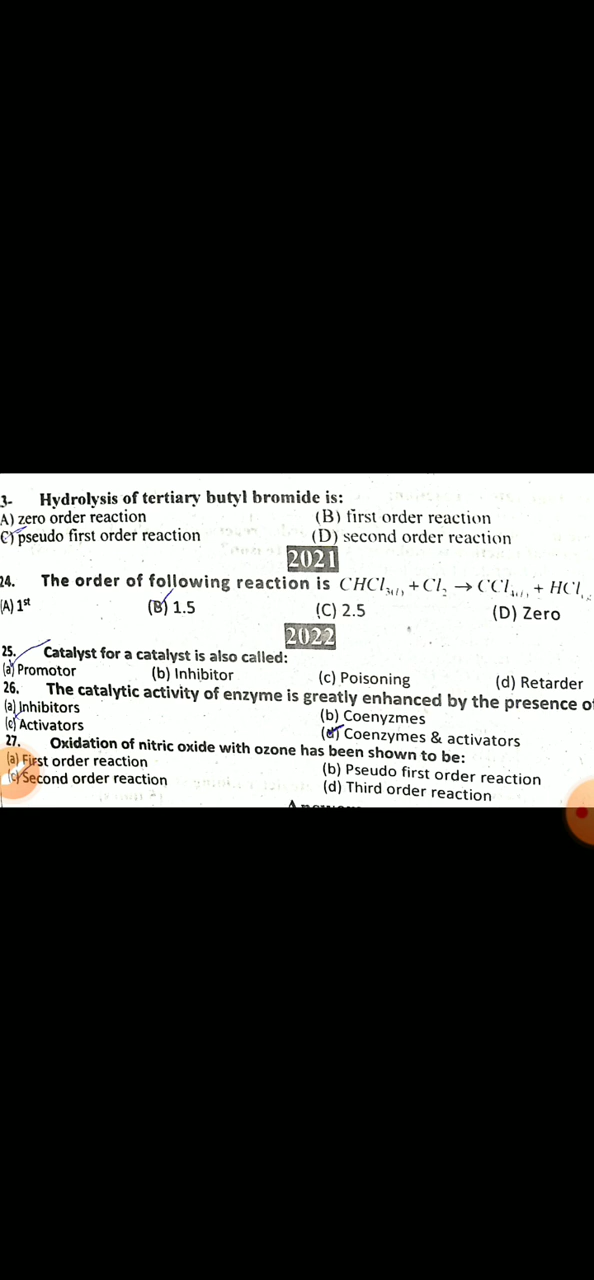 3- Hydrolysis of tertiary butyl bromide is:
A) zero order reaction (B) first order reaction
C) pseudo first order reaction (D) second order reaction
2021
24. The order of following reaction is CHCl₃₍ₗ₎ + Cl₂ → CCl₄₍ₗ₎ + HCl
(A) 1ˢᵗ (B) 1.5 (C) 2.5 (D) Zero
2022
25. Catalyst for a catalyst is also called:
(a) Promotor (b) Inhibitor (c) Poisoning (d) Retarder
26. The catalytic activity of enzyme is greatly enhanced by the presence of
(a) Inhibitors (b) Coenyzmes
(c) Activators (d) Coenzymes & activators
27. Oxidation of nitric oxide with ozone has been shown to be:
(a) First order reaction (b) Pseudo first order reaction
(c) Second order reaction (d) Third order reaction